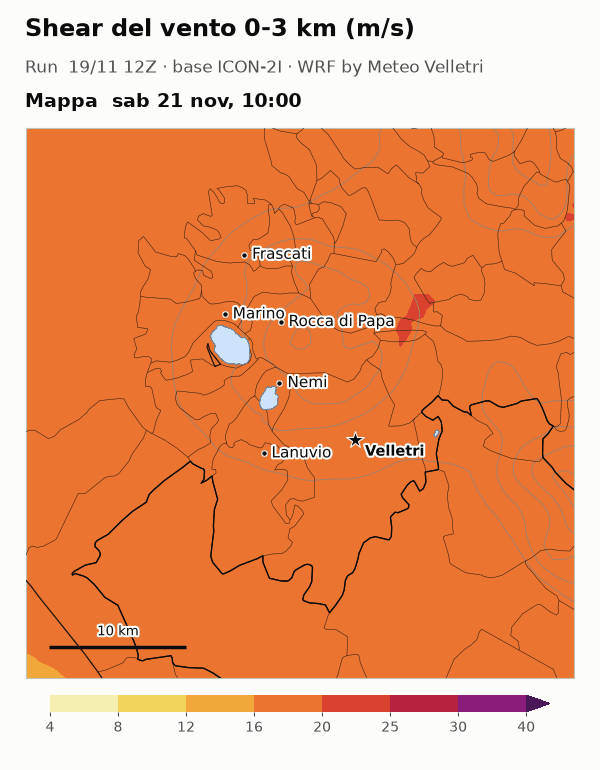 Shear del vento 0-3 km (m/s)
Run  19/11 12Z · base ICON-2I · WRF by Meteo Velletri
Mappa  sab 21 nov, 10:00
Frascati
Marino
Rocca di Papa
Nemi
Velletri
Lanuvio
10 km
4 8 12 16 20 25 30 40